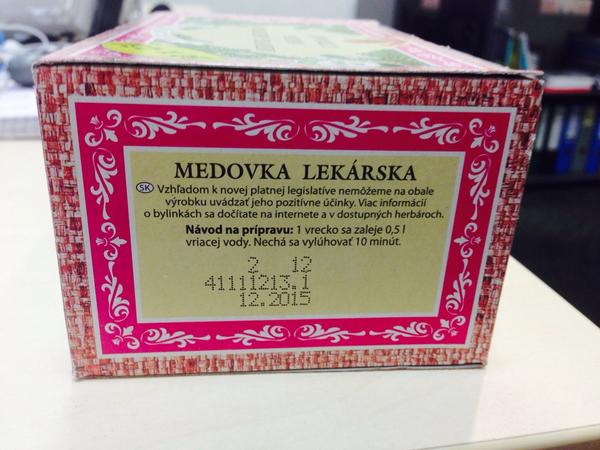 MEDOVKA LEKÁRSKA
SK Vzhľadom k novej platnej legislatíve nemôžeme na obale
výrobku uvádzať jeho pozitívne účinky. Viac informácií
o bylinkách sa dočítate na internete a v dostupných herbároch.
Návod na prípravu: 1 vrecko sa zaleje 0,5 l
vriacej vody. Nechá sa vylúhovať 10 minút.
2 12
41111213.1
12.2015